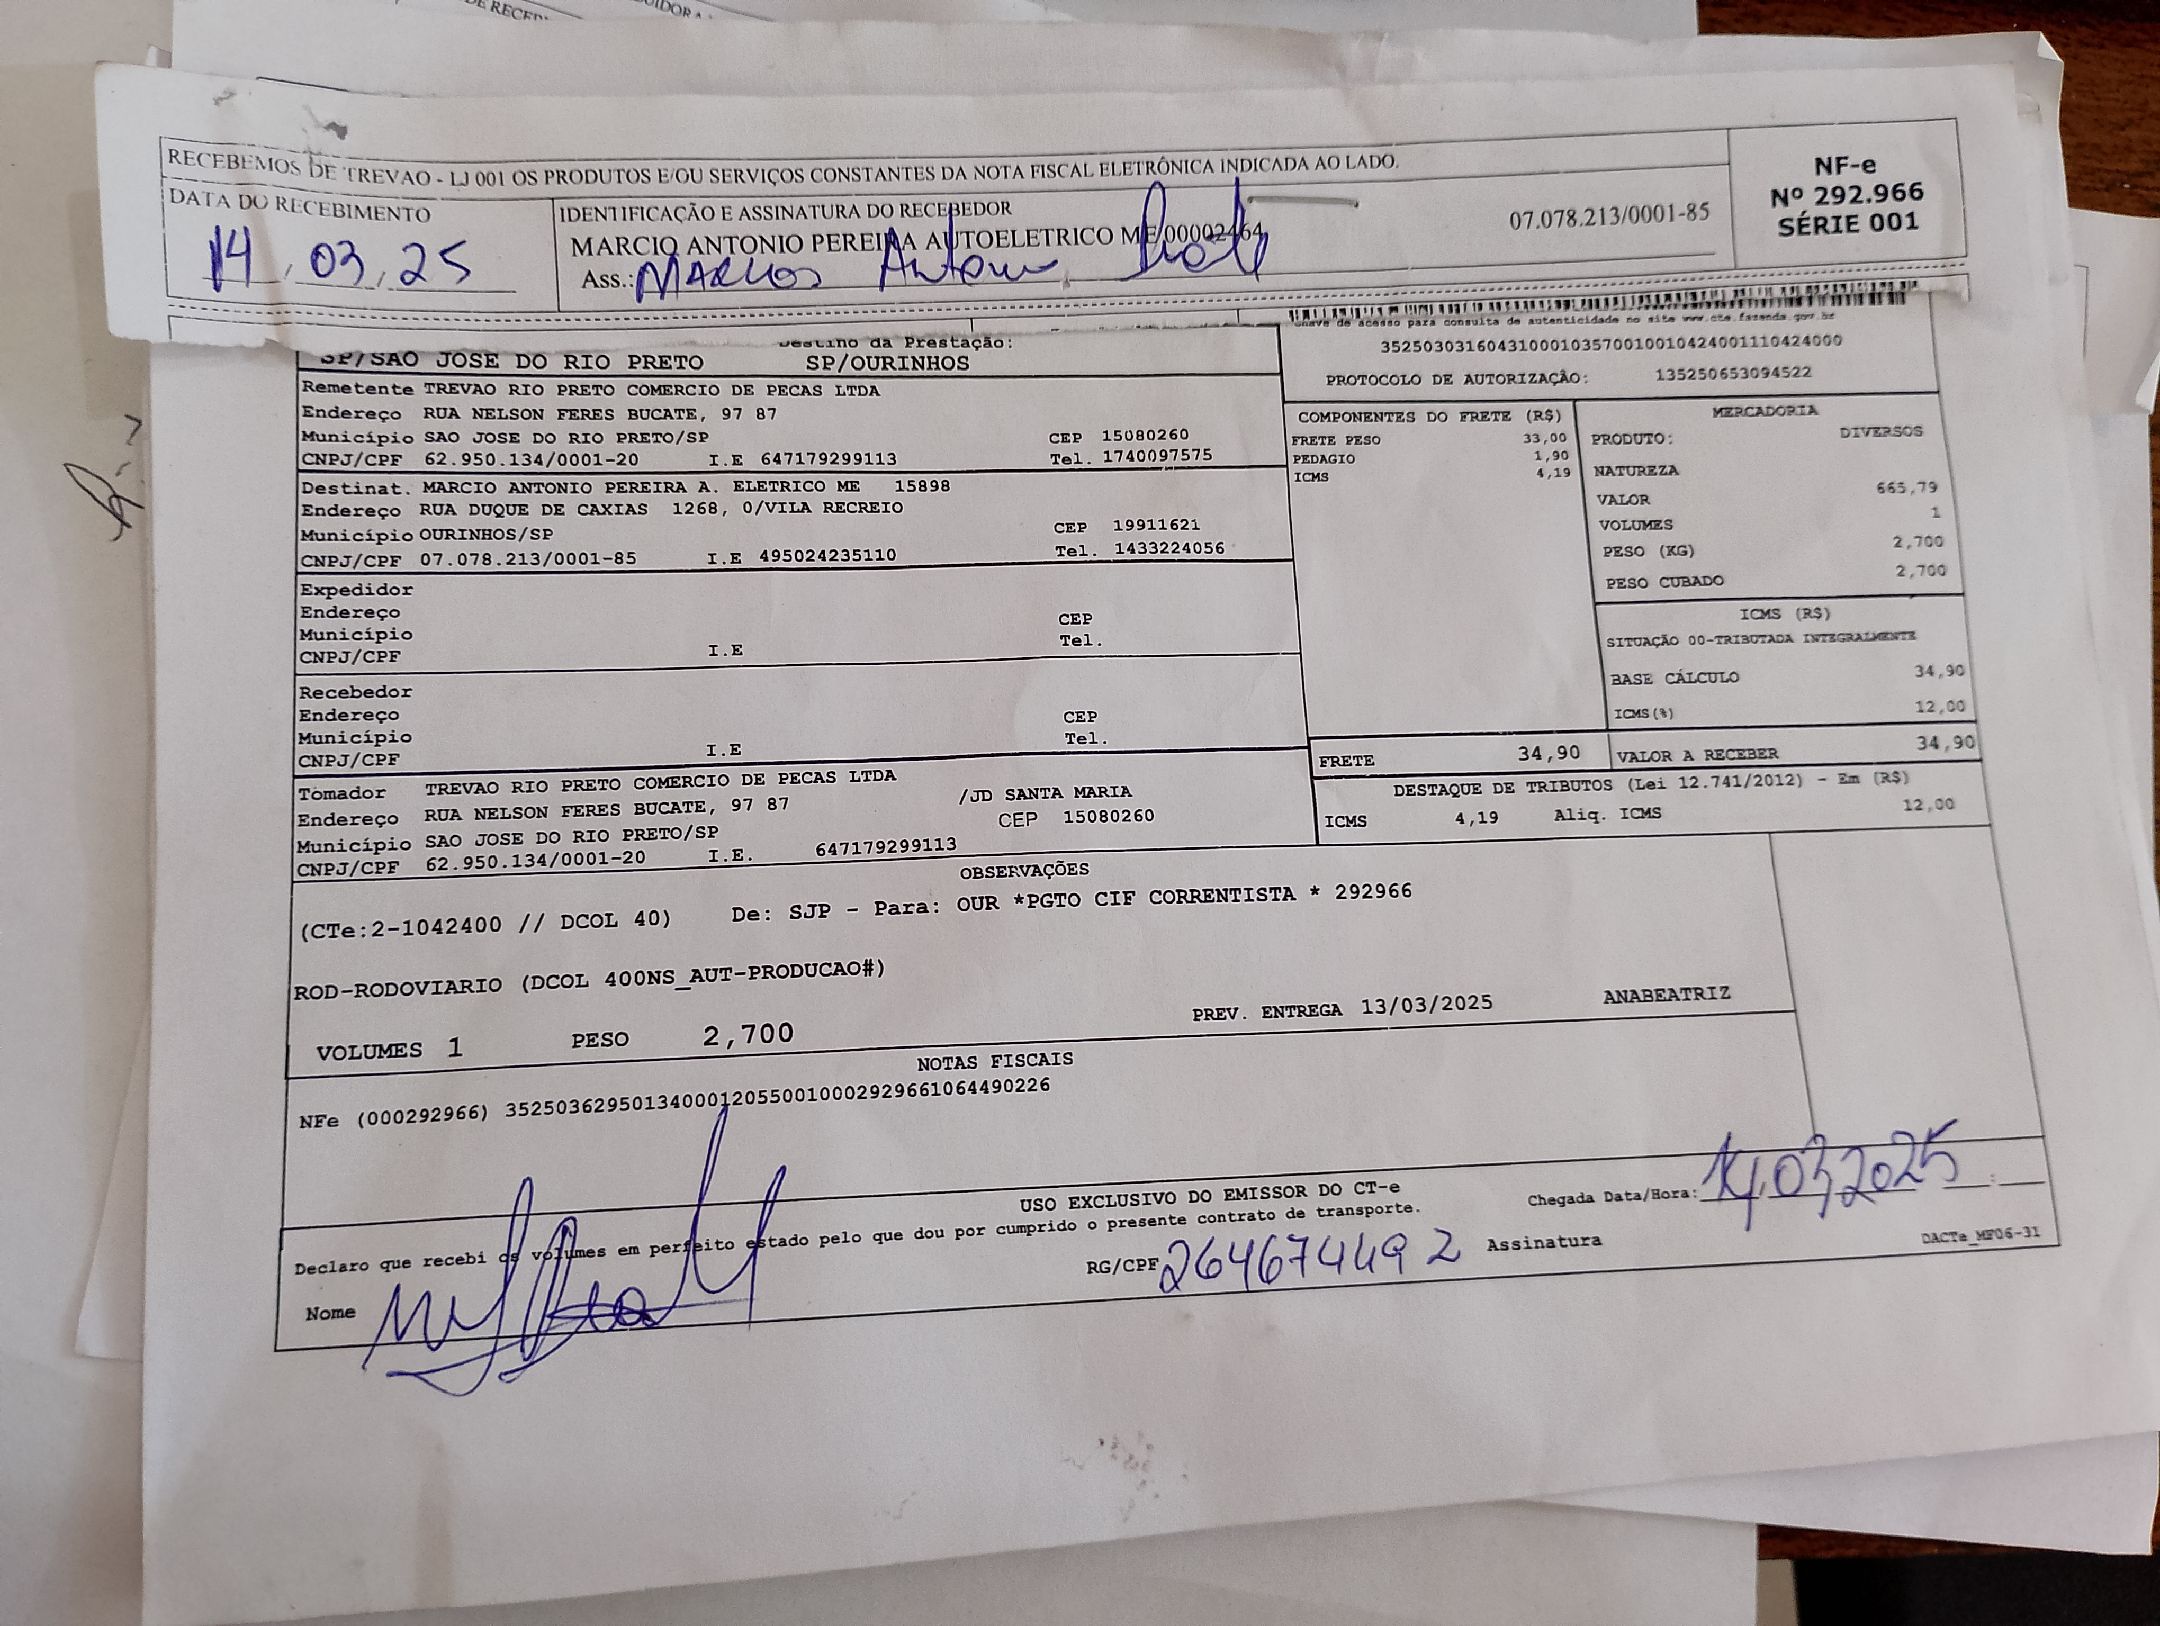 DE RECEB
RECEBEMOS DE TREVAO - LJ 001 OS PRODUTOS E/OU SERVIÇOS CONSTANTES DA NOTA FISCAL ELETRÔNICA INDICADA AO LADO.
NF-e
Nº 292.966
SÉRIE 001
DATA DO RECEBIMENTO
14, 03, 25
IDENTIFICAÇÃO E ASSINATURA DO RECEBEDOR
MARCIO ANTONIO PEREIRA AUTOELETRICO ME/00002464
07.078.213/0001-85
Ass.:
Destino da Prestação:
SP/SAO JOSE DO RIO PRETO SP/OURINHOS
Chave de acesso para consulta de autenticidade no site www.cte.fazenda.gov.br
35250303160431000103570010010424001110424000
PROTOCOLO DE AUTORIZAÇÃO: 135250653094522
Remetente TREVAO RIO PRETO COMERCIO DE PECAS LTDA
Endereço RUA NELSON FERES BUCATE, 97 87
Município SAO JOSE DO RIO PRETO/SP CEP 15080260
CNPJ/CPF 62.950.134/0001-20 I.E 647179299113 Tel. 1740097575
Destinat. MARCIO ANTONIO PEREIRA A. ELETRICO ME 15898
Endereço RUA DUQUE DE CAXIAS 1268, 0/VILA RECREIO
Município OURINHOS/SP CEP 19911621
CNPJ/CPF 07.078.213/0001-85 I.E 495024235110 Tel. 1433224056
Expedidor
Endereço CEP
Município Tel.
CNPJ/CPF I.E
Recebedor
Endereço CEP
Município Tel.
CNPJ/CPF I.E
Tomador TREVAO RIO PRETO COMERCIO DE PECAS LTDA
Endereço RUA NELSON FERES BUCATE, 97 87 /JD SANTA MARIA
Município SAO JOSE DO RIO PRETO/SP CEP 15080260
CNPJ/CPF 62.950.134/0001-20 I.E. 647179299113
COMPONENTES DO FRETE (R$)
FRETE PESO 33,00
PEDAGIO 1,90
ICMS 4,19
MERCADORIA
PRODUTO: DIVERSOS
NATUREZA
VALOR 665,79
VOLUMES 1
PESO (KG) 2,700
PESO CUBADO 2,700
ICMS (R$)
SITUAÇÃO 00-TRIBUTADA INTEGRALMENTE
BASE CÁLCULO 34,90
ICMS(%) 12,00
FRETE 34,90 VALOR A RECEBER 34,90
DESTAQUE DE TRIBUTOS (Lei 12.741/2012) - Em (R$)
ICMS 4,19 Aliq. ICMS 12,00
OBSERVAÇÕES
(CTe:2-1042400 // DCOL 40) De: SJP - Para: OUR *PGTO CIF CORRENTISTA * 292966
ROD-RODOVIARIO (DCOL 400NS_AUT-PRODUCAO#)
VOLUMES 1 PESO 2,700 PREV. ENTREGA 13/03/2025 ANABEATRIZ
NOTAS FISCAIS
NFe (000292966) 35250362950134000120550010002929661064490226
USO EXCLUSIVO DO EMISSOR DO CT-e
Declaro que recebi os volumes em perfeito estado pelo que dou por cumprido o presente contrato de transporte.
Chegada Data/Hora: 14,03,2025 :
Nome
RG/CPF 264674492 Assinatura
DACTe_MF06-31